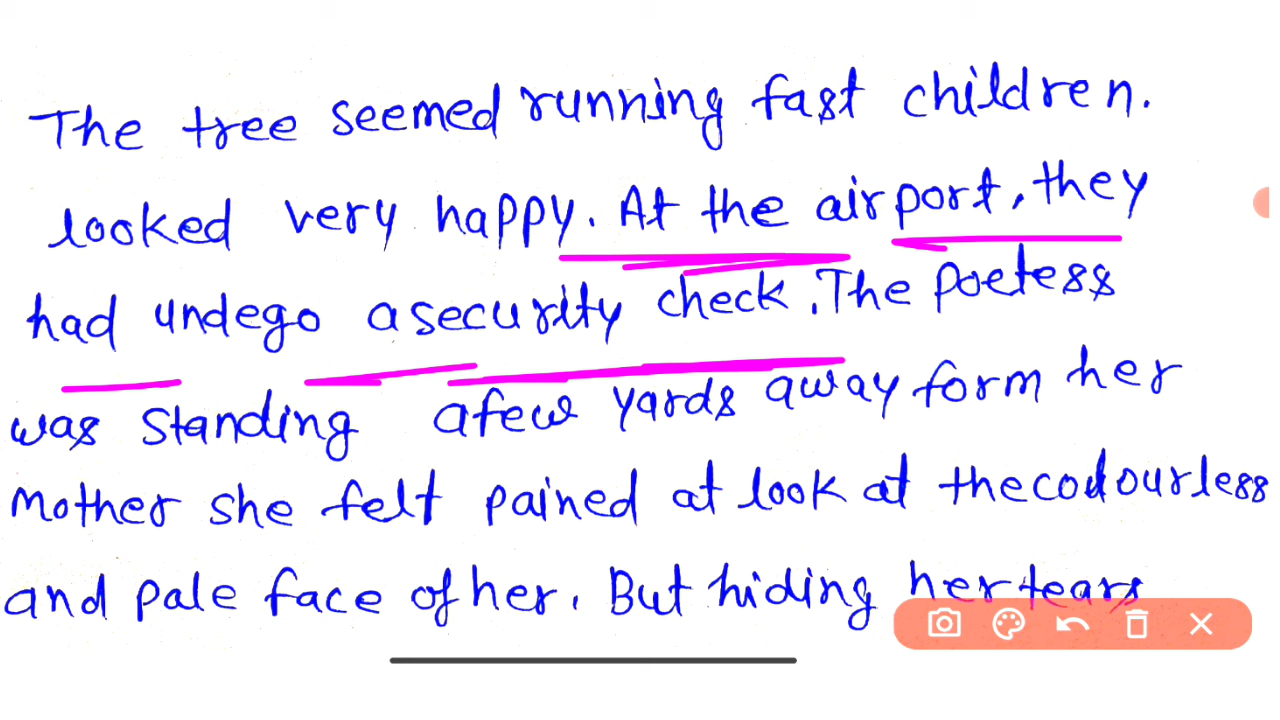 The tree seemed running fast children.
looked very happy. At the airport, they
had undego a security check. The poetess
was standing a few yards away form her
Mother she felt pained at look at the colourless
and pale face of her. But hiding her tears